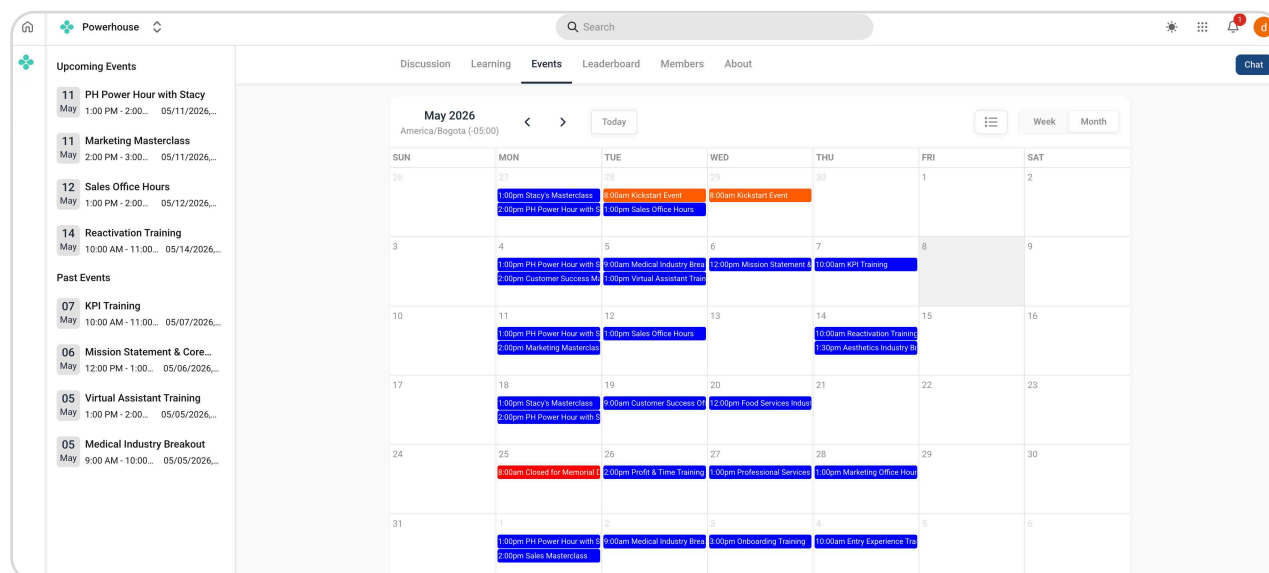 Powerhouse
Search
1
d
Upcoming Events
11 May PH Power Hour with Stacy
1:00 PM - 2:00... 05/11/2026,...
11 May Marketing Masterclass
2:00 PM - 3:00... 05/11/2026,...
12 May Sales Office Hours
1:00 PM - 2:00... 05/12/2026,...
14 May Reactivation Training
10:00 AM - 11:00... 05/14/2026,...
Past Events
07 May KPI Training
10:00 AM - 11:00... 05/07/2026,...
06 May Mission Statement & Core...
12:00 PM - 1:00... 05/06/2026,...
05 May Virtual Assistant Training
1:00 PM - 2:00... 05/05/2026,...
05 May Medical Industry Breakout
9:00 AM - 10:00... 05/05/2026,...
Discussion Learning Events Leaderboard Members About
Chat
May 2026
America/Bogota (-05:00)
Today
Week Month
SUN MON TUE WED THU FRI SAT
26 27 28 29 30 1 2
1:00pm Stacy's Masterclass 8:00am Kickstart Event 8:00am Kickstart Event
2:00pm PH Power Hour with S 1:00pm Sales Office Hours
3 4 5 6 7 8 9
1:00pm PH Power Hour with S 9:00am Medical Industry Brea 12:00pm Mission Statement & 10:00am KPI Training
2:00pm Customer Success Ma 1:00pm Virtual Assistant Train
10 11 12 13 14 15 16
1:00pm PH Power Hour with S 1:00pm Sales Office Hours 10:00am Reactivation Training
2:00pm Marketing Masterclas 1:30pm Aesthetics Industry Br
17 18 19 20 21 22 23
1:00pm Stacy's Masterclass 9:00am Customer Success Of 12:00pm Food Services Indust
2:00pm PH Power Hour with S
24 25 26 27 28 29 30
8:00am Closed for Memorial D 2:00pm Profit & Time Training 1:00pm Professional Services 1:00pm Marketing Office Hour
31 1 2 3 4 5 6
1:00pm PH Power Hour with S 9:00am Medical Industry Brea 3:00pm Onboarding Training 10:00am Entry Experience Tra
2:00pm Sales Masterclass